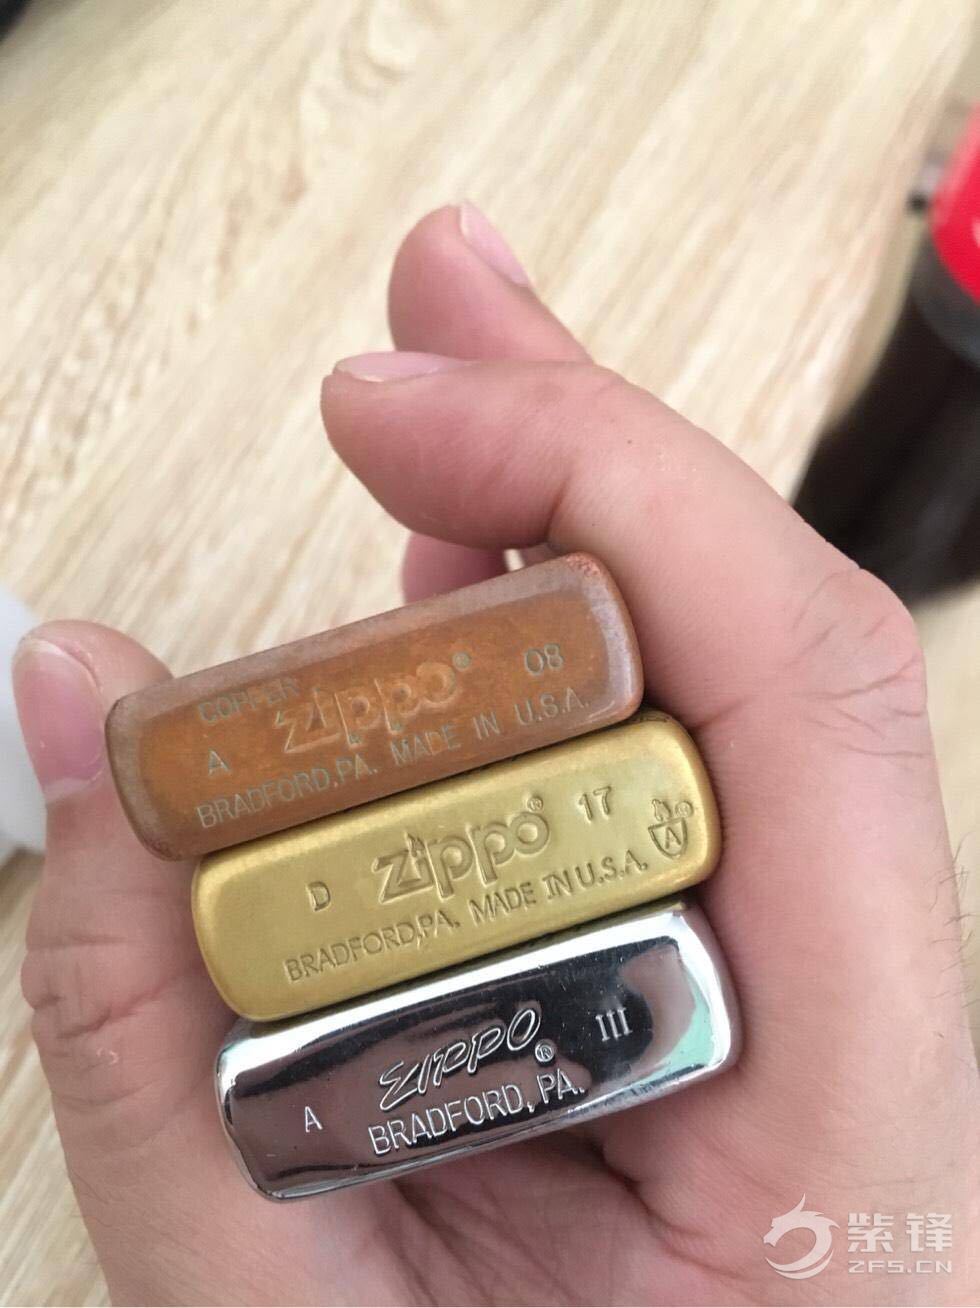 COPPER
zippo® 08
A
BRADFORD,PA. MADE IN U.S.A.
zippo® 17
D
A ®
BRADFORD,PA. MADE IN U.S.A.
ZIPPO® III
A
BRADFORD, PA.
紫锋
ZFS.CN